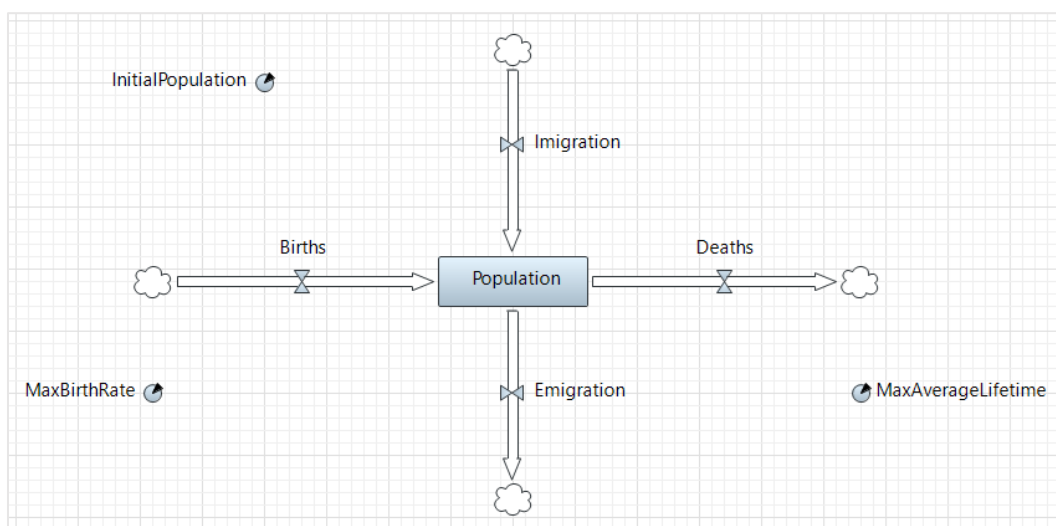 InitialPopulation
Imigration
Births
Deaths
Population
MaxBirthRate
Emigration
MaxAverageLifetime